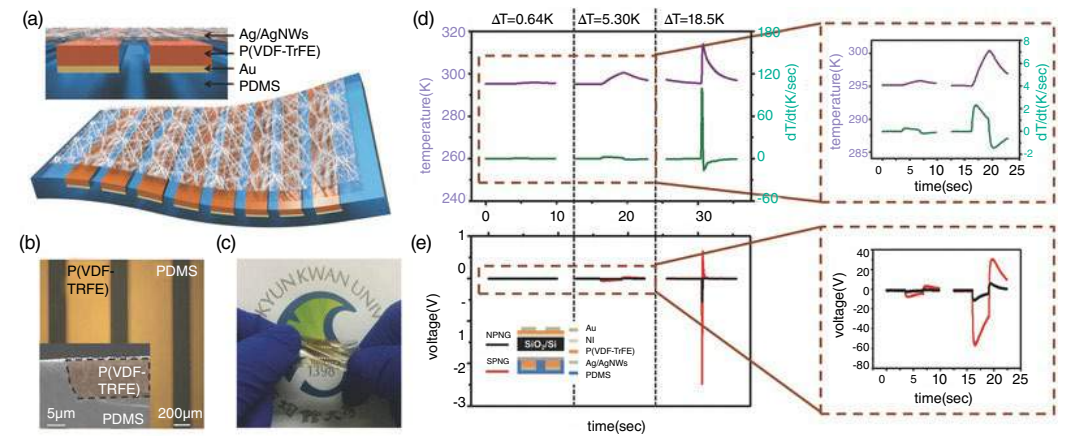 (a)
Ag/AgNWs
P(VDF-TrFE)
Au
PDMS
(b)
P(VDF-
TRFE)
PDMS
P(VDF-
TRFE)
PDMS
5μm
200μm
(c)
KYUNKWAN UNIV
1398
(d)
ΔT=0.64K
ΔT=5.30K
ΔT=18.5K
temperature(K)
320
300
280
260
240
180
120
60
0
-60
dT/dt(K/sec)
0
10
20
30
temperature(K)
300
295
290
285
8
6
4
2
0
-2
dT/dt(K/sec)
0
5
10
15
20
25
time(sec)
(e)
voltage(V)
1
0
1
-2
-3
NPNG
SPNG
SiO2/Si
Au
NI
P(VDF-TrFE)
Ag/AgNWs
PDMS
time(sec)
voltage(V)
40
20
0
-20
-40
-60
-80
0
5
10
15
20
25
time(sec)